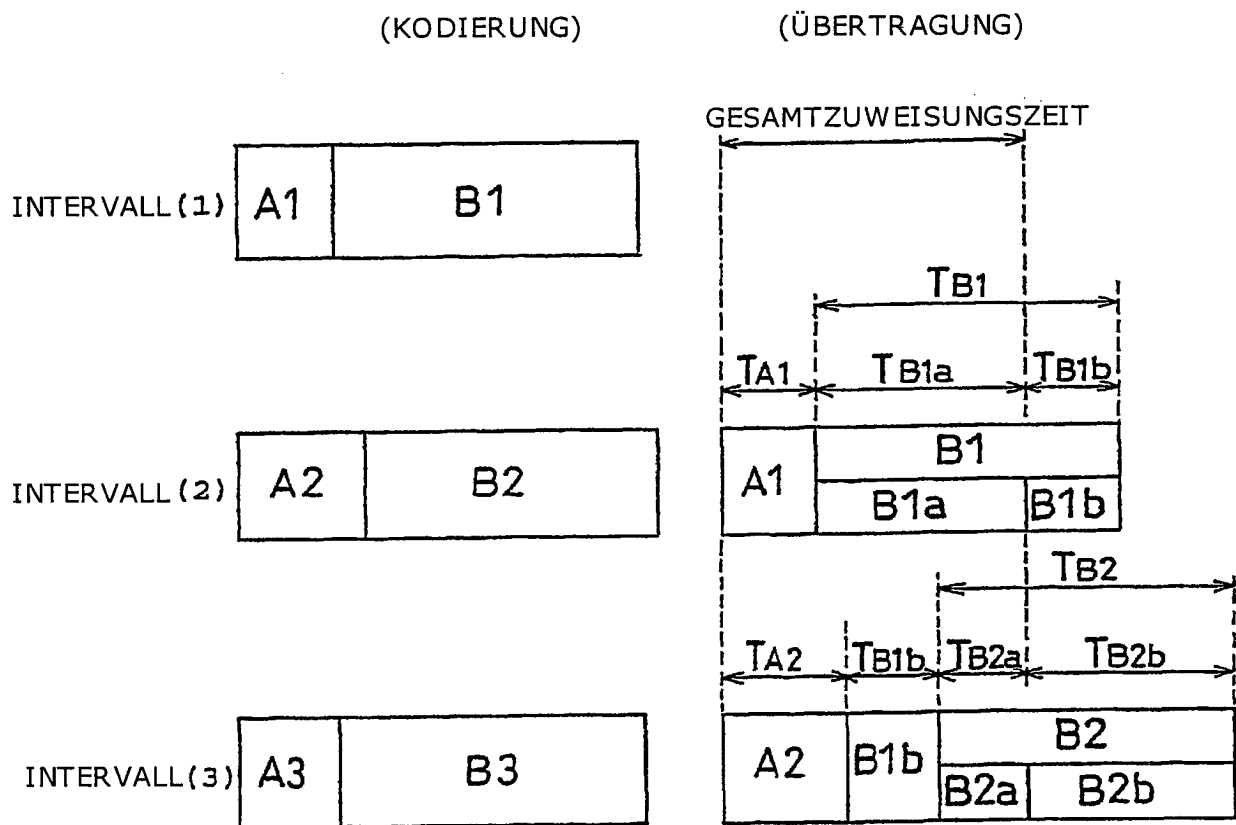 (KODIERUNG) (ÜBERTRAGUNG)
GESAMTZUWEISUNGSZEIT
INTERVALL(1) A1 B1
TB1
TA1 TB1a TB1b
INTERVALL(2) A2 B2 A1 B1
B1a B1b
TB2
TA2 TB1b TB2a TB2b
INTERVALL(3) A3 B3 A2 B1b B2
B2a B2b